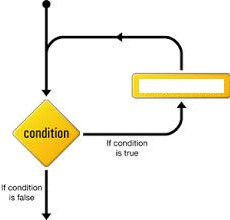 condition
If condition
is true
If condition
is false